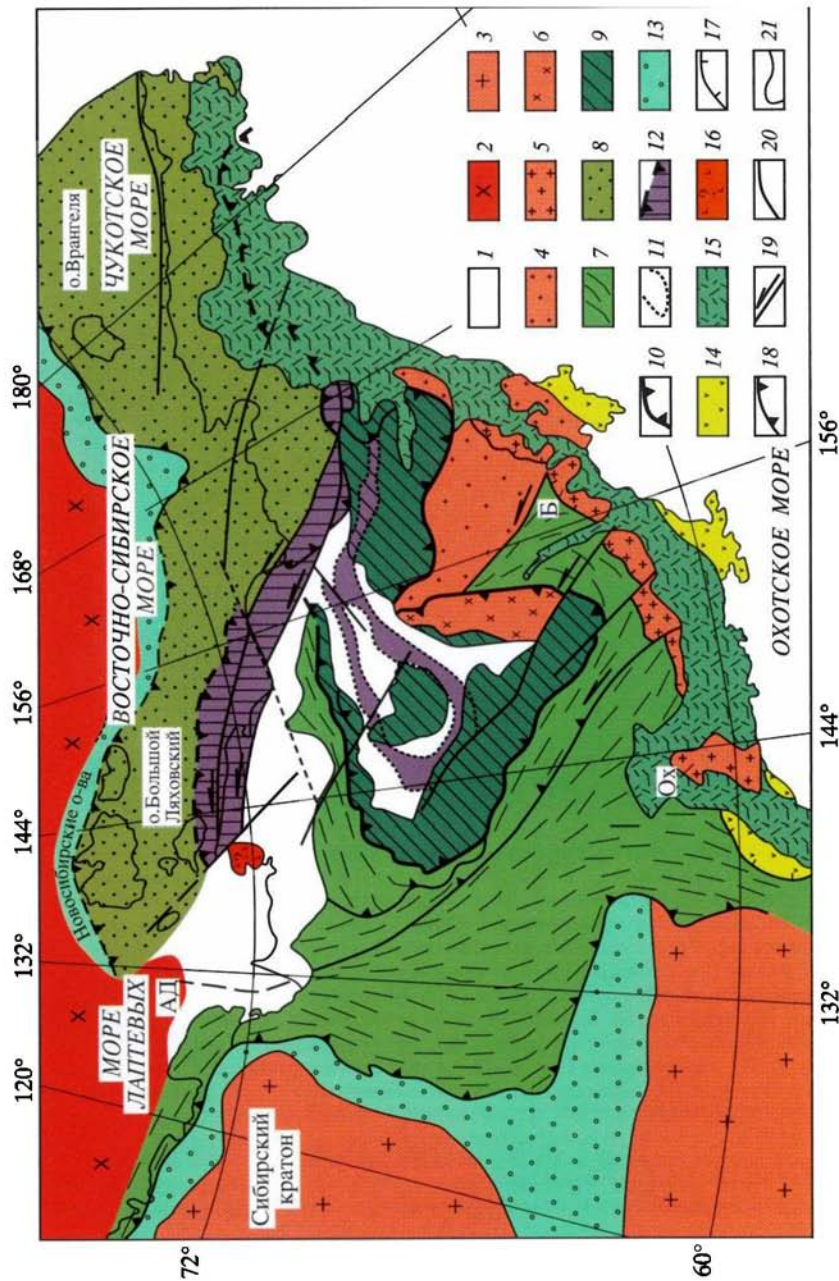 120°
132°
144°
156°
168°
180°
72°
60°
132°
144°
156°
МОРЕ
ЛАПТЕВЫХ
АД
Новосибирские о-ва
о.Большой
Ляховский
ВОСТОЧНО-СИБИРСКОЕ
МОРЕ
о.Врангеля
ЧУКОТСКОЕ
МОРЕ
Сибирский
кратон
Ох
Б
ОХОТСКОЕ МОРЕ
1 2 3
4 5 6
7 8 9
10 11 12 13
14 15 16 17
18 19 20 21